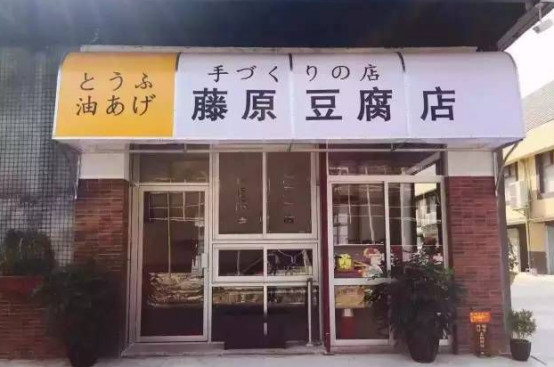 とうふ
油あげ
手づくりの店
藤原豆腐店